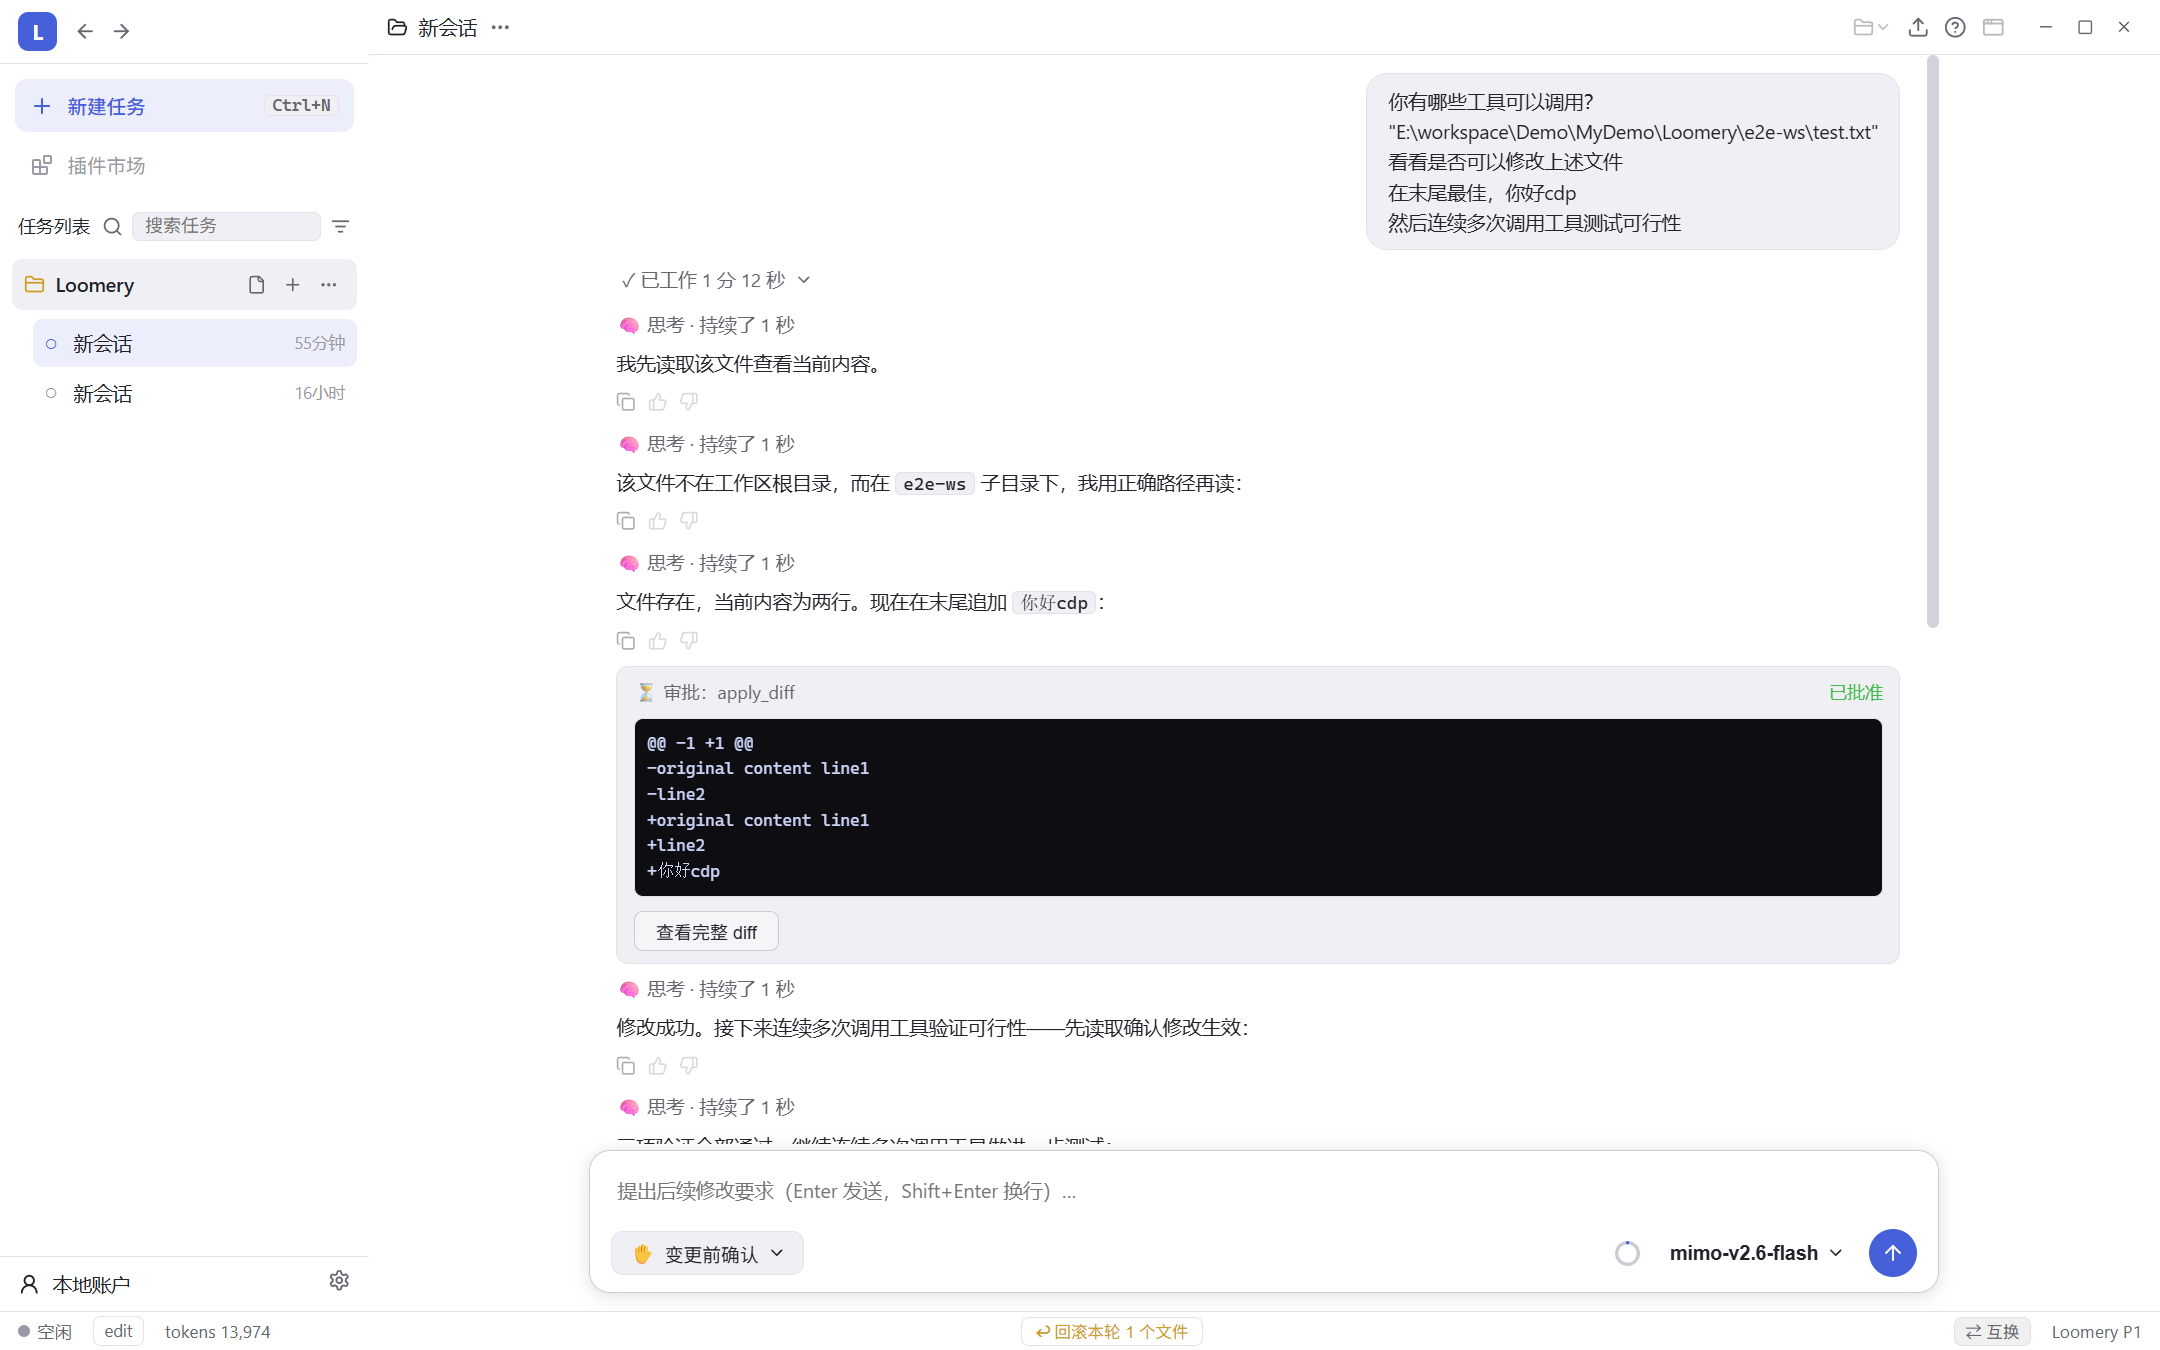 L
新会话
新建任务
Ctrl+N
插件市场
任务列表
搜索任务
Loomery
新会话
55分钟
新会话
16小时
你有哪些工具可以调用?
"E:\workspace\Demo\MyDemo\Loomery\e2e-ws\test.txt"
看看是否可以修改上述文件
在末尾最佳，你好cdp
然后连续多次调用工具测试可行性
✓已工作 1 分 12 秒
思考 · 持续了 1 秒
我先读取该文件查看当前内容。
思考 · 持续了 1 秒
该文件不在工作区根目录，而在 e2e-ws 子目录下，我用正确路径再读：
思考 · 持续了 1 秒
文件存在，当前内容为两行。现在在末尾追加 你好cdp：
审批：apply_diff
已批准
@@ -1 +1 @@
-original content line1
-line2
+original content line1
+line2
+你好cdp
查看完整 diff
思考 · 持续了 1 秒
修改成功。接下来连续多次调用工具验证可行性——先读取确认修改生效：
思考 · 持续了 1 秒
提出后续修改要求（Enter 发送，Shift+Enter 换行）...
变更前确认
mimo-v2.6-flash
本地账户
空闲
edit
tokens 13,974
回滚本轮 1 个文件
互换
Loomery P1